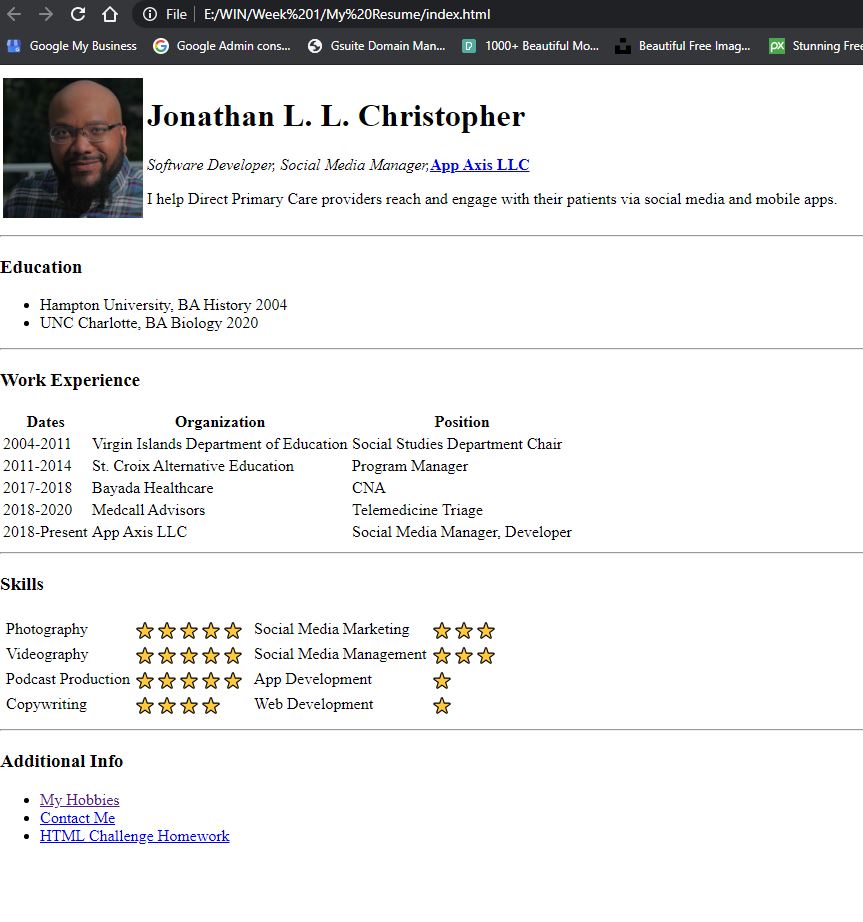 File E:/WIN/Week%201/My%20Resume/index.html
Google My Business Google Admin cons... Gsuite Domain Man... 1000+ Beautiful Mo... Beautiful Free Imag... Stunning Free
Jonathan L. L. Christopher
Software Developer, Social Media Manager,App Axis LLC
I help Direct Primary Care providers reach and engage with their patients via social media and mobile apps.
Education
Hampton University, BA History 2004
UNC Charlotte, BA Biology 2020
Work Experience
Dates Organization Position
2004-2011 Virgin Islands Department of Education Social Studies Department Chair
2011-2014 St. Croix Alternative Education Program Manager
2017-2018 Bayada Healthcare CNA
2018-2020 Medcall Advisors Telemedicine Triage
2018-Present App Axis LLC Social Media Manager, Developer
Skills
Photography Social Media Marketing
Videography Social Media Management
Podcast Production App Development
Copywriting Web Development
Additional Info
My Hobbies
Contact Me
HTML Challenge Homework